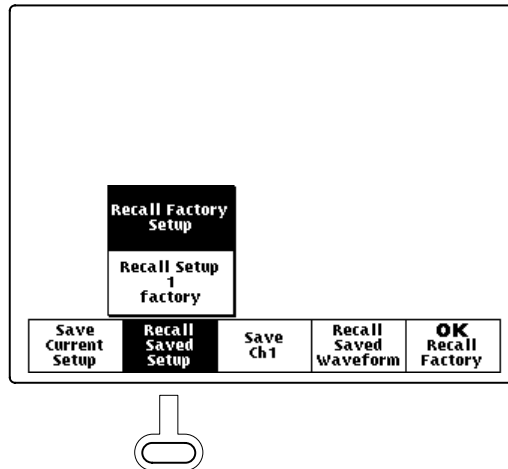 Recall Factory
Setup
Recall Setup
1
factory
Save
Current
Setup
Recall
Saved
Setup
Save
Ch1
Recall
Saved
Waveform
OK
Recall
Factory